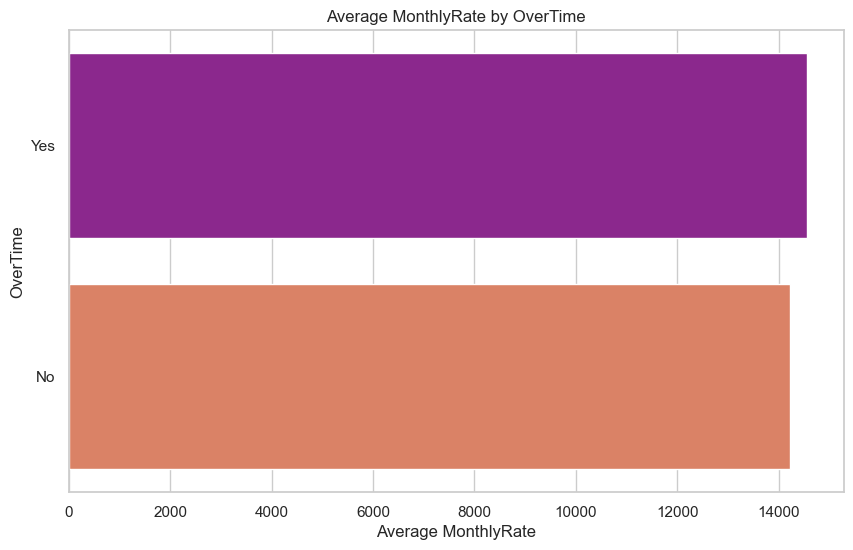 Average MonthlyRate by OverTime
Yes
No
OverTime
0 2000 4000 6000 8000 10000 12000 14000
Average MonthlyRate